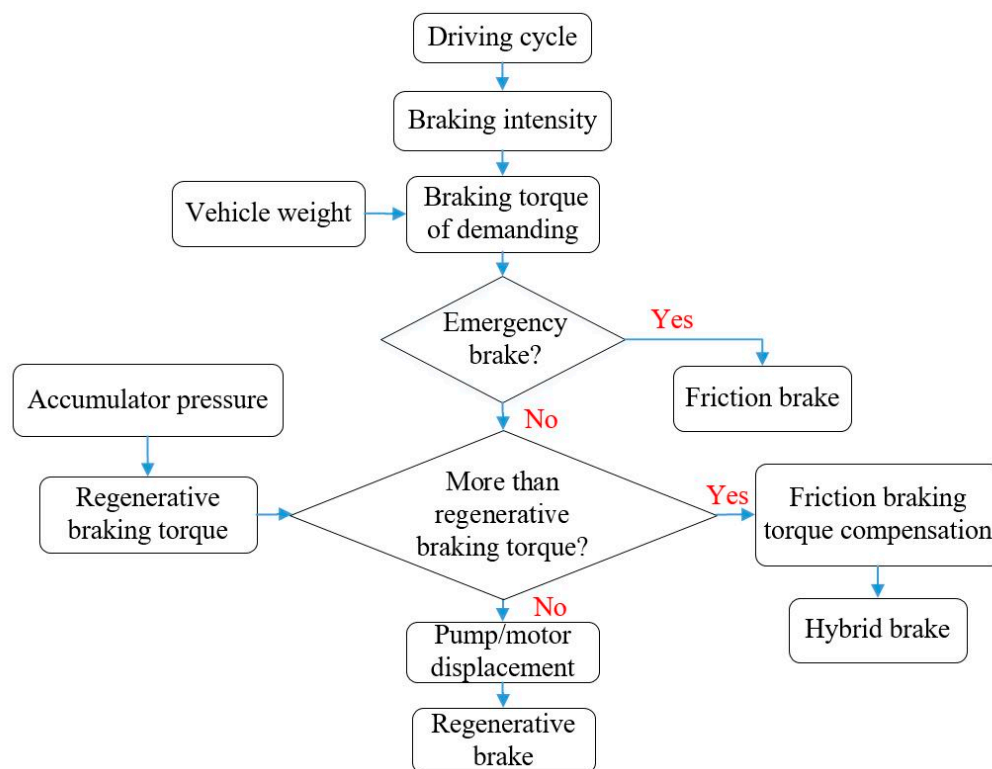 Driving cycle
Braking intensity
Vehicle weight
Braking torque
of demanding
Emergency
brake?
Yes
Friction brake
No
Accumulator pressure
Regenerative
braking torque
More than
regenerative
braking torque?
Yes
Friction braking
torque compensation
Hybrid brake
No
Pump/motor
displacement
Regenerative
brake